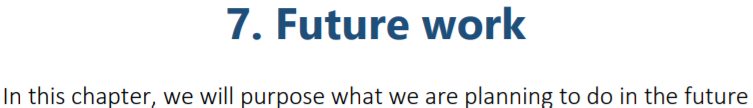 7. Future work
In this chapter, we will purpose what we are planning to do in the future